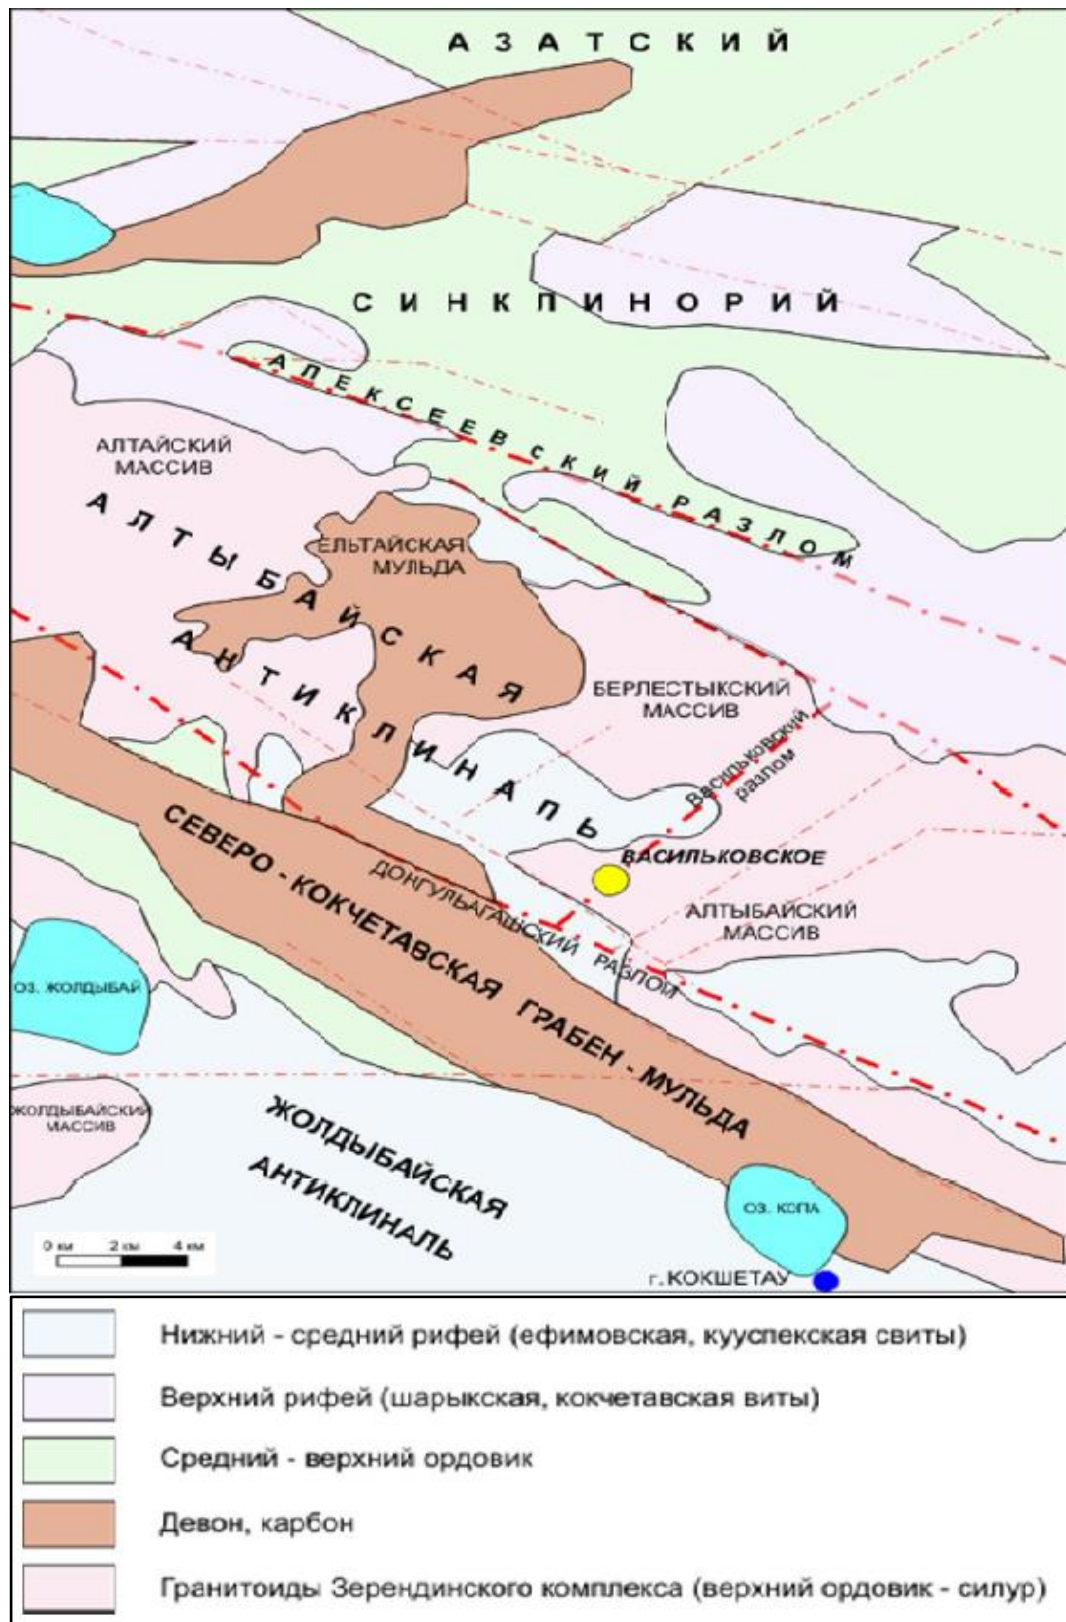 АЗАТСКИЙ
СИНКЛИНОРИЙ
АЛЕКСЕЕВСКИЙ РАЗЛОМ
АЛТАЙСКИЙ
МАССИВ
АЛТЫБАЙСКАЯ
АНТИКЛИНАЛЬ
ЕЛЬТАЙСКАЯ
МУЛЬДА
БЕРЛЕСТЫКСКИЙ
МАССИВ
Васильковский
разлом
ВАСИЛЬКОВСКОЕ
АЛТЫБАЙСКИЙ
МАССИВ
ДОНГУЛЬАГАШСКИЙ РАЗЛОМ
СЕВЕРО - КОКЧЕТАВСКАЯ ГРАБЕН - МУЛЬДА
ОЗ. ЖОЛДЫБАЙ
ЖОЛДЫБАЙСКИЙ
МАССИВ
ЖОЛДЫБАЙСКАЯ
АНТИКЛИНАЛЬ
ОЗ. КОПА
г. КОКШЕТАУ
0 км 2 км 4 км
Нижний - средний рифей (ефимовская, кууспекская свиты)
Верхний рифей (шарыкская, кокчетавская виты)
Средний - верхний ордовик
Девон, карбон
Гранитоиды Зерендинского комплекса (верхний ордовик - силур)